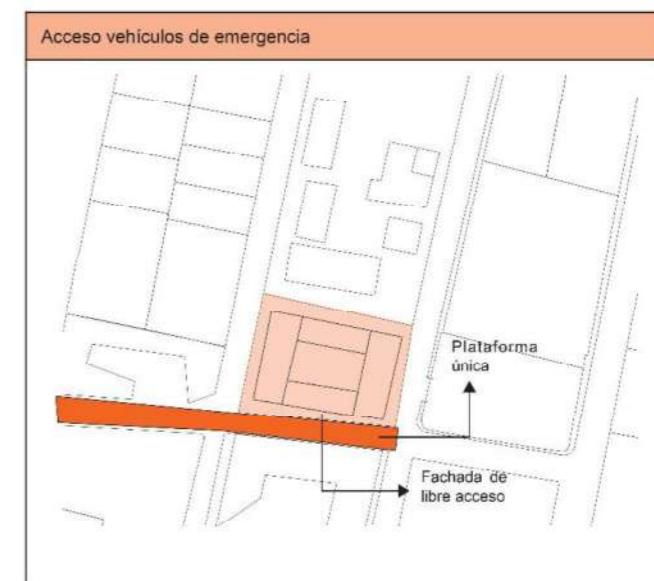 Acceso vehículos de emergencia
Plataforma
única
Fachada de
libre acceso